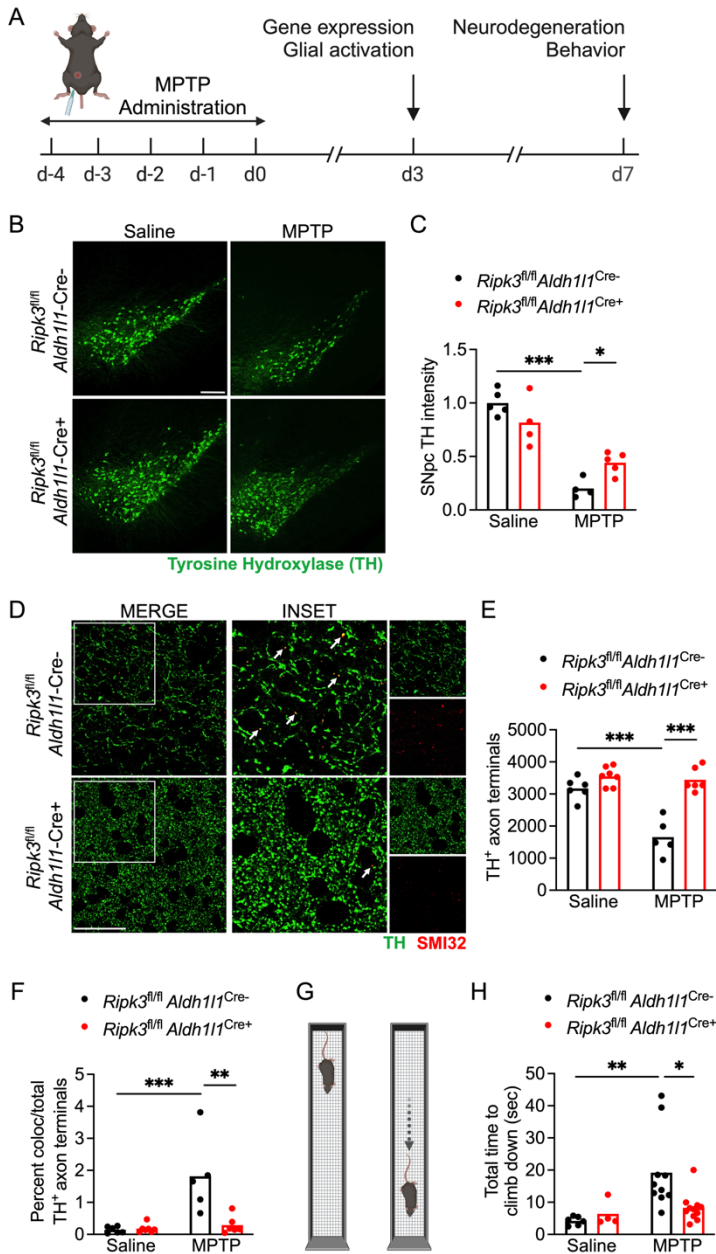 A
MPTP
Administration
Gene expression
Glial activation
Neurodegeneration
Behavior
d-4 d-3 d-2 d-1 d0 d3 d7
B
Saline MPTP
Ripk3fl/fl
Aldh1l1-Cre-
Ripk3fl/fl
Aldh1l1-Cre+
Tyrosine Hydroxylase (TH)
C
Ripk3fl/fl Aldh1l1Cre-
Ripk3fl/fl Aldh1l1Cre+
SNpc TH intensity
1.5
1.0
0.5
0.0
*** *
Saline MPTP
D
MERGE INSET
Ripk3fl/fl
Aldh1l1-Cre-
Ripk3fl/fl
Aldh1l1-Cre+
TH SMI32
E
Ripk3fl/fl Aldh1l1Cre-
Ripk3fl/fl Aldh1l1Cre+
TH+ axon terminals
5000
4000
3000
2000
1000
0
*** ***
Saline MPTP
F
Ripk3fl/fl Aldh1l1Cre-
Ripk3fl/fl Aldh1l1Cre+
Percent coloc/total
TH+ axon terminals
5
4
3
2
1
0
*** **
Saline MPTP
G
H
Ripk3fl/fl Aldh1l1Cre-
Ripk3fl/fl Aldh1l1Cre+
Total time to
climb down (sec)
50
40
30
20
10
0
** *
Saline MPTP